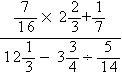 7/16 × 2 2/3 + 1/7
12 1/3 − 3 3/4 ÷ 5/14